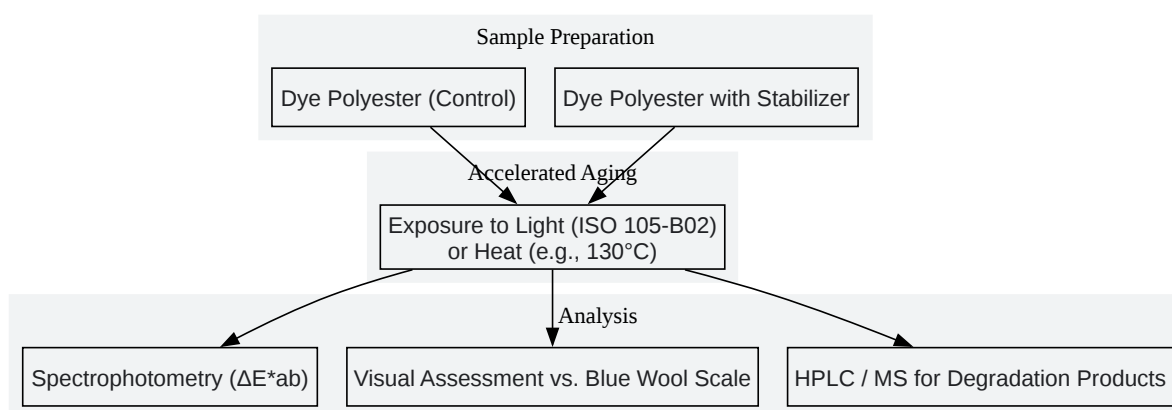 Sample Preparation
Dye Polyester (Control)
Dye Polyester with Stabilizer
Accelerated Aging
Exposure to Light (ISO 105-B02)
or Heat (e.g., 130°C)
Analysis
Spectrophotometry (ΔE*ab)
Visual Assessment vs. Blue Wool Scale
HPLC / MS for Degradation Products